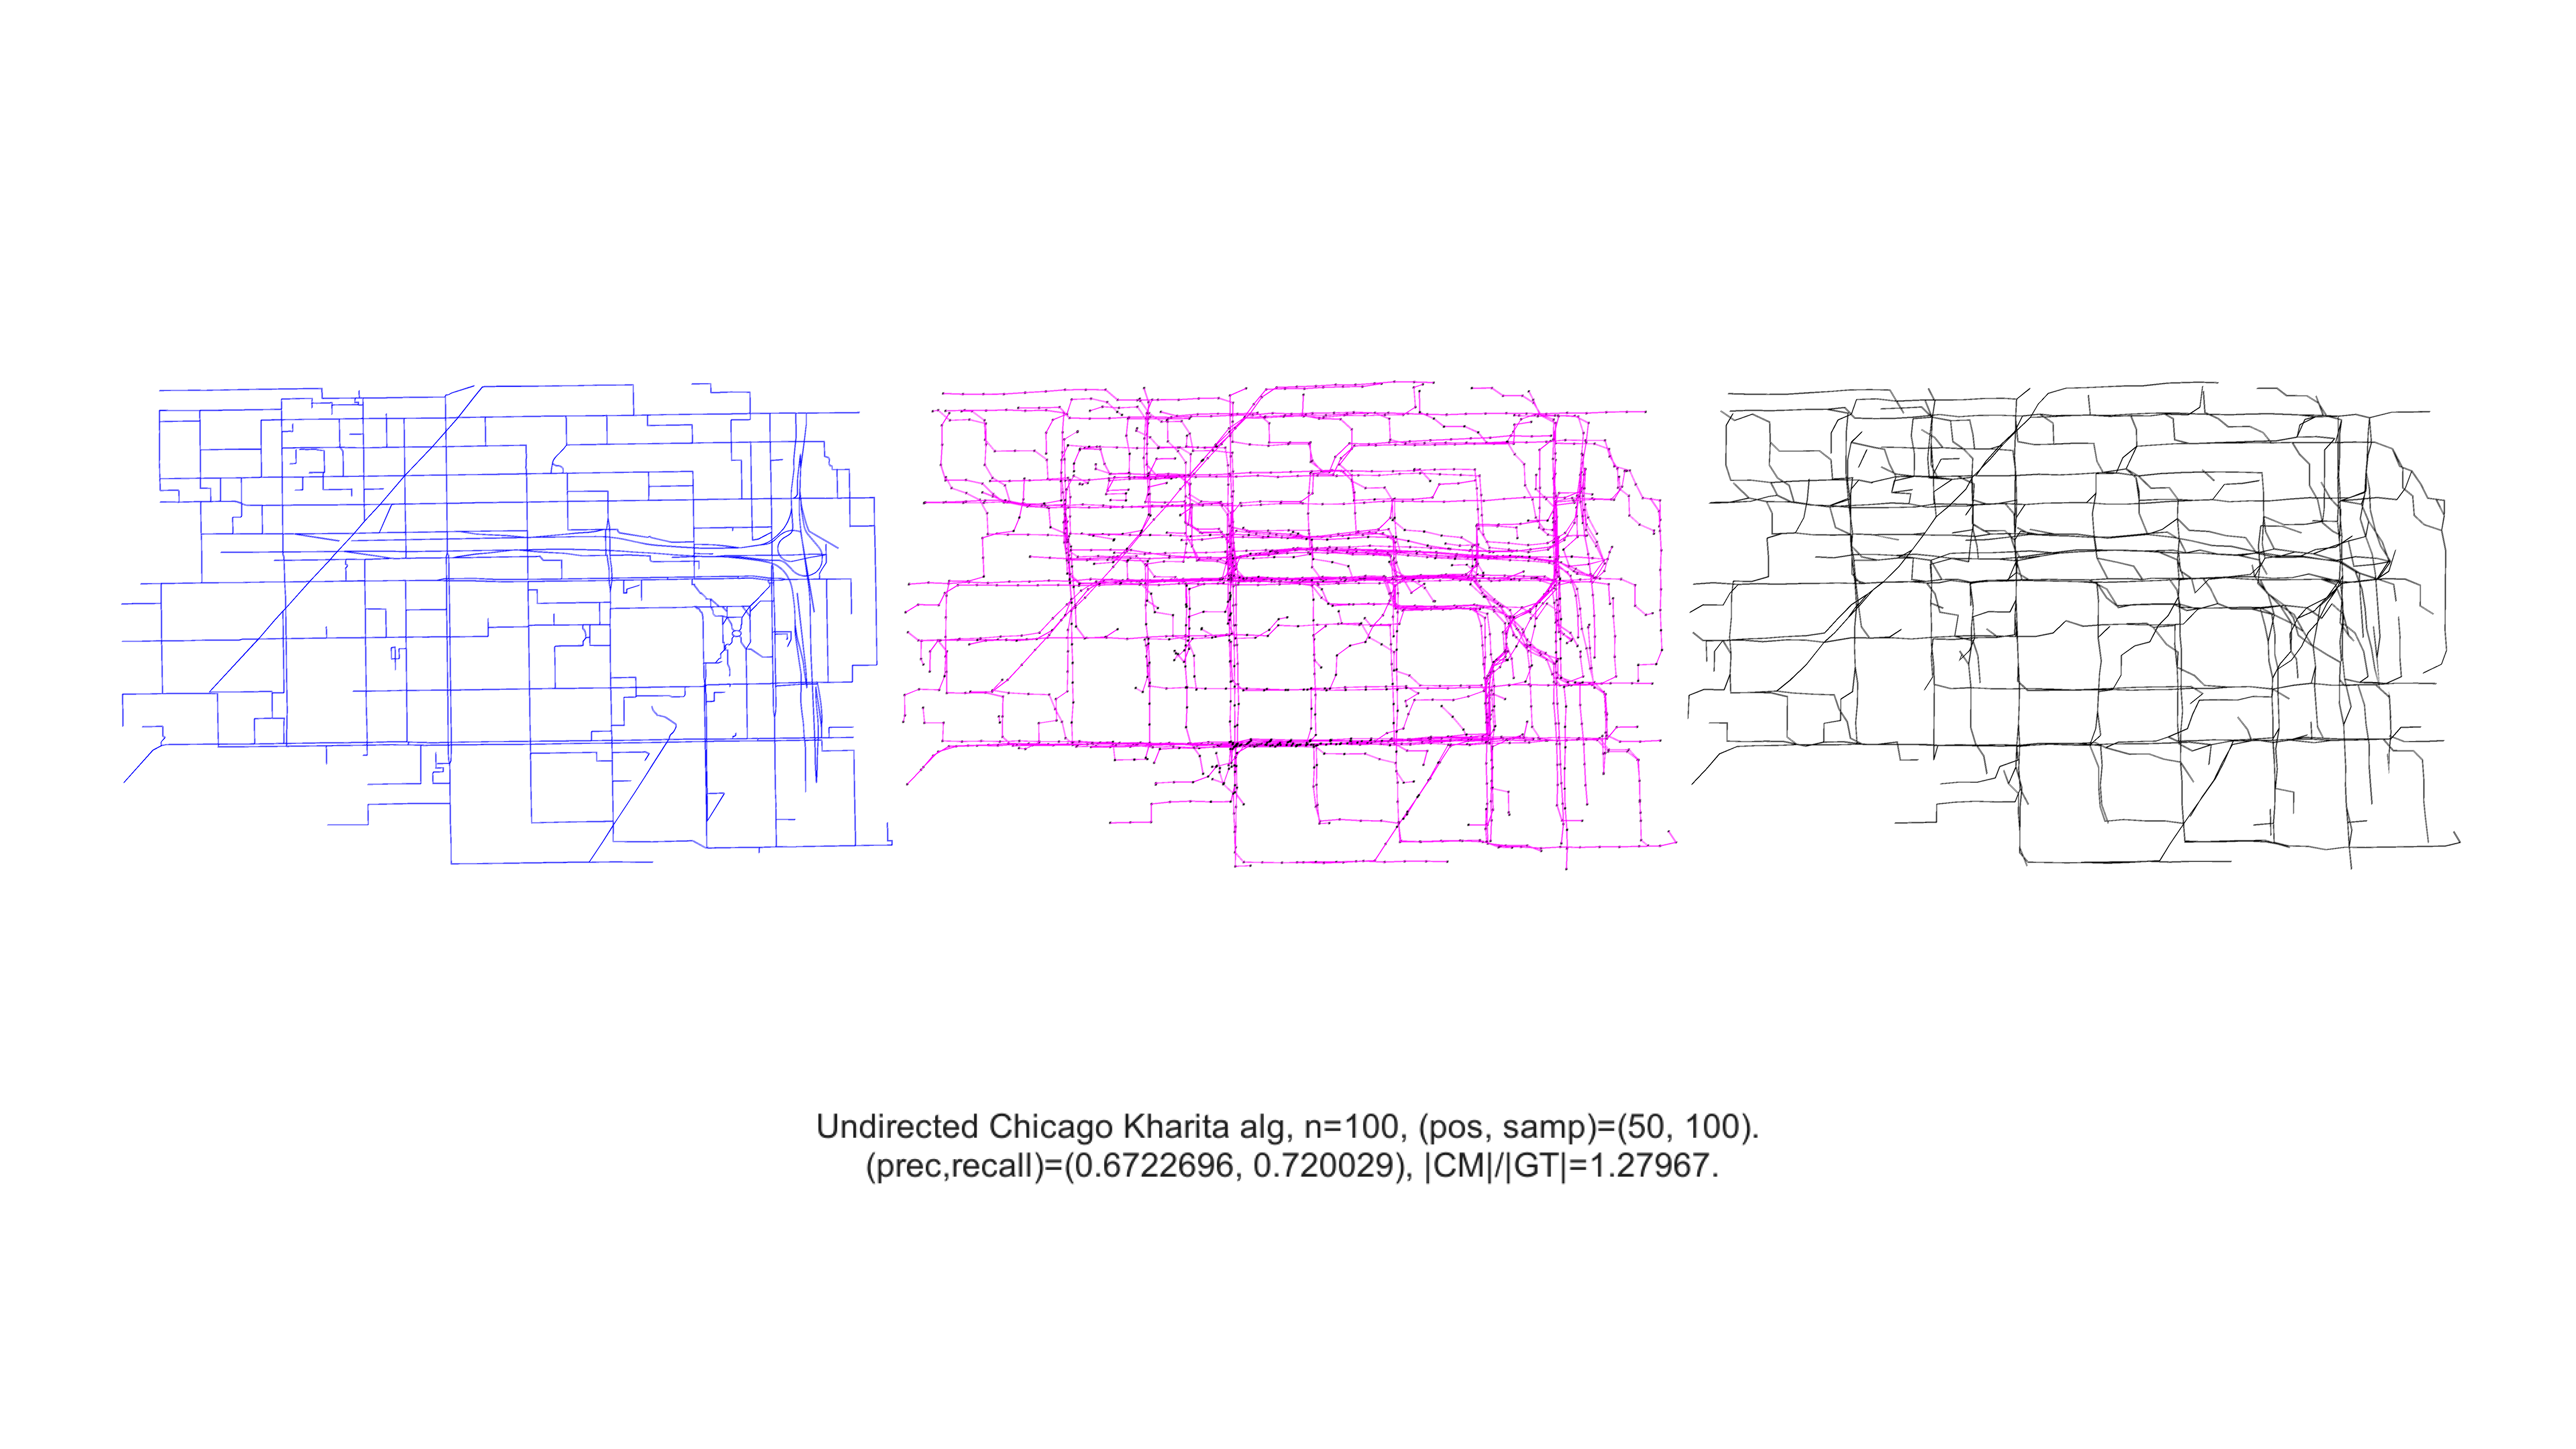 Undirected Chicago Kharita alg, n=100, (pos, samp)=(50, 100).
(prec,recall)=(0.6722696, 0.720029), |CM|/|GT|=1.27967.